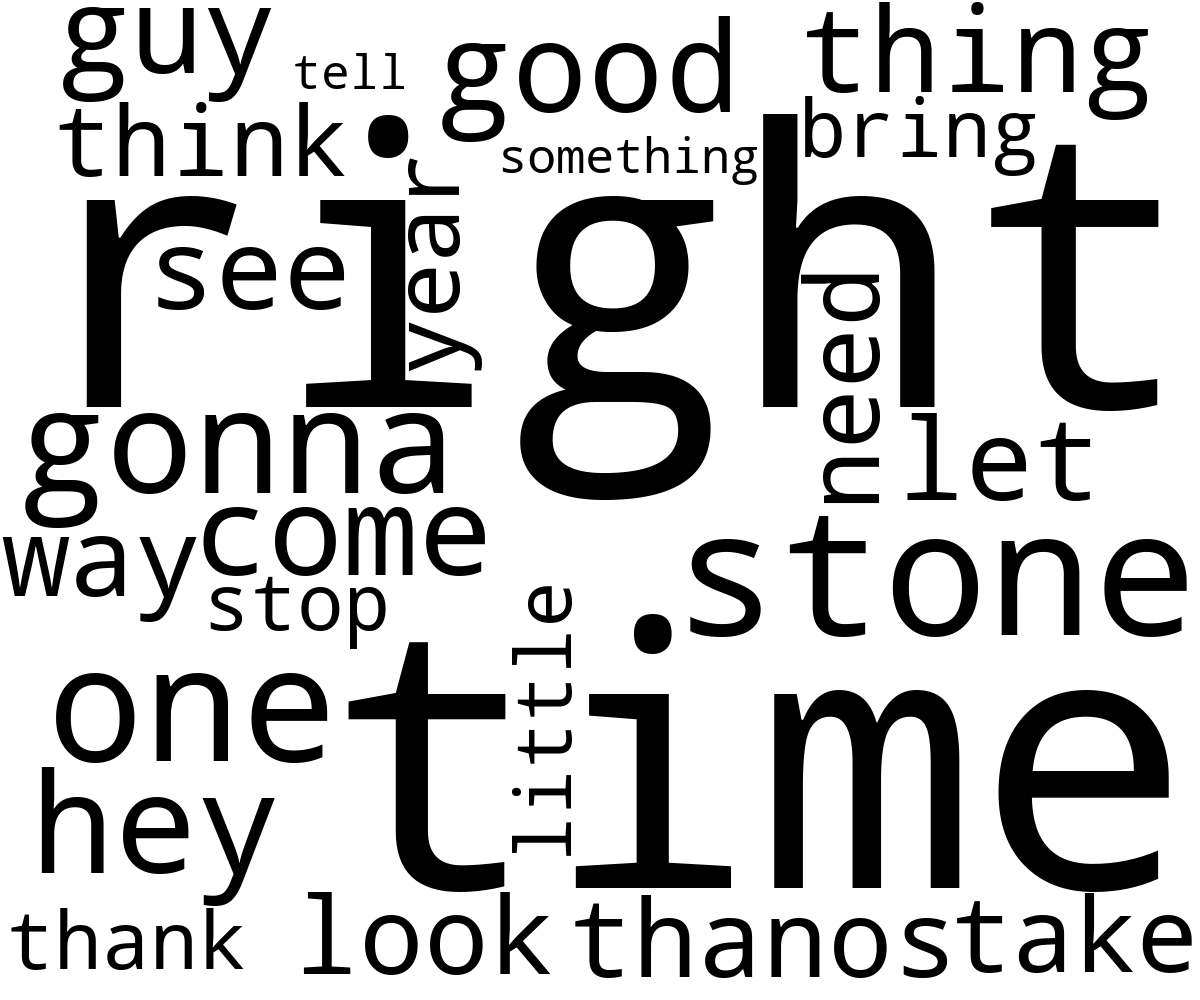 guy
tell
good
thing
think
something
bring
right
year
see
need
gonna
let
come
way
stone
stop
little
one
time
hey
thank
look
thanos
take